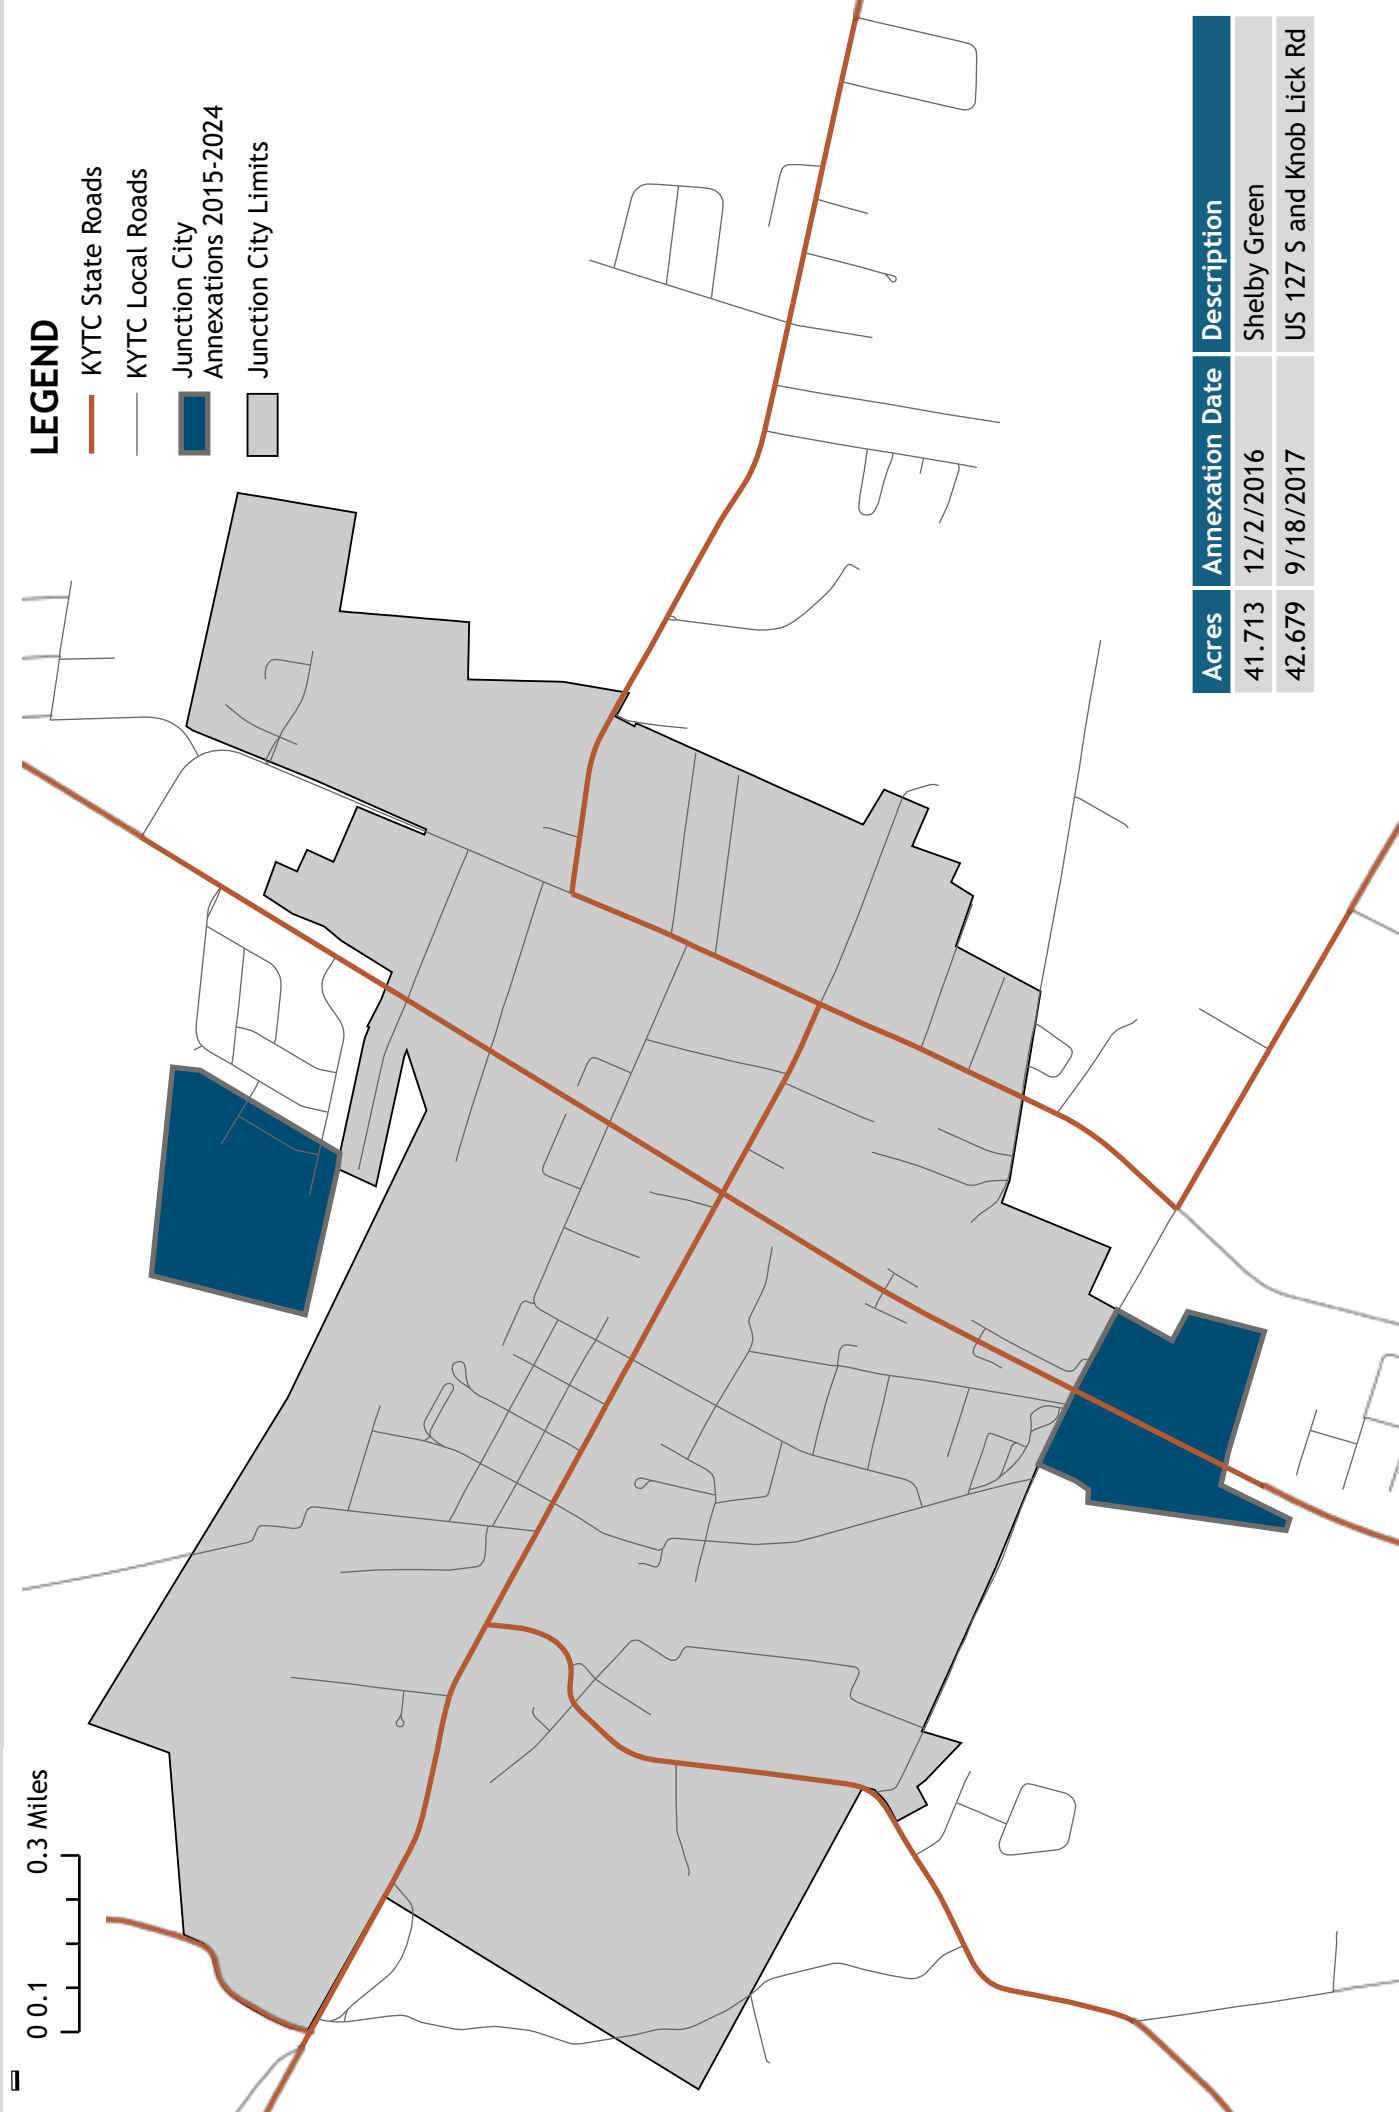 LEGEND
KYTC State Roads
KYTC Local Roads
Junction City
Annexations 2015-2024
Junction City Limits
0 0.1 0.3 Miles
Acres Annexation Date Description
41.713 12/2/2016 Shelby Green
42.679 9/18/2017 US 127 S and Knob Lick Rd